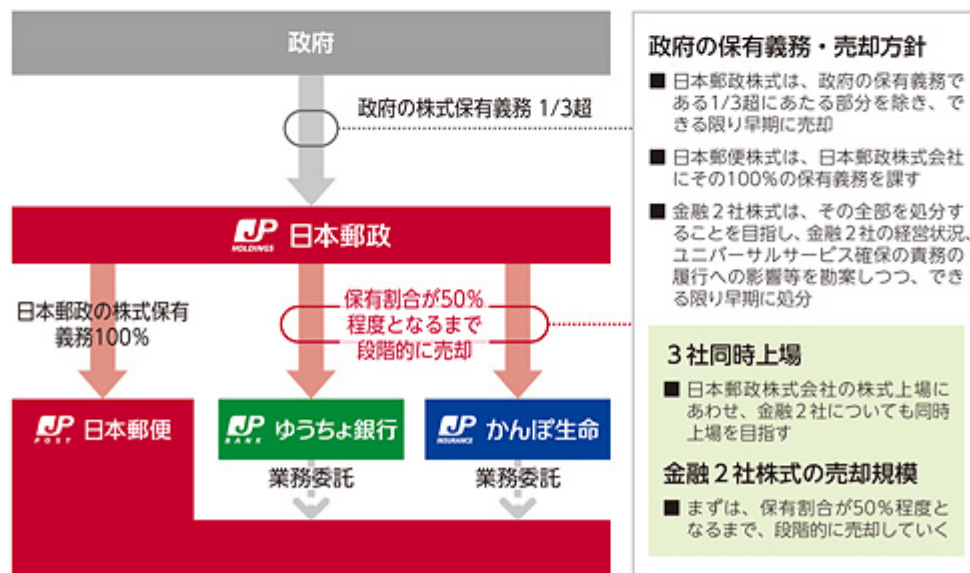 政府
政府の株式保有義務 1/3超
JP
HOLDINGS
日本郵政
日本郵政の株式保有
義務100%
保有割合が50%
程度となるまで
段階的に売却
JP
POST
日本郵便
JP
BANK
ゆうちょ銀行
JP
INSURANCE
かんぽ生命
業務委託
業務委託
政府の保有義務・売却方針
■ 日本郵政株式は、政府の保有義務で
ある1/3超にあたる部分を除き、で
きる限り早期に売却
■ 日本郵便株式は、日本郵政株式会社
にその100%の保有義務を課す
■ 金融2社株式は、その全部を処分す
ることを目指し、金融2社の経営状況、
ユニバーサルサービス確保の責務の
履行への影響等を勘案しつつ、でき
る限り早期に処分
3社同時上場
■ 日本郵政株式会社の株式上場に
あわせ、金融2社についても同時
上場を目指す
金融2社株式の売却規模
■ まずは、保有割合が50%程度と
なるまで、段階的に売却していく